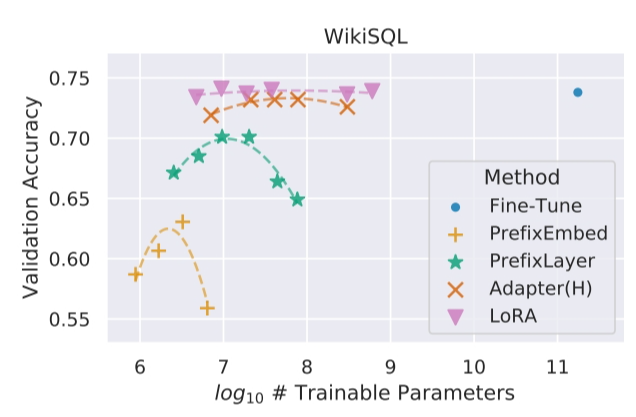 WikiSQL
Validation Accuracy
0.75
0.70
0.65
0.60
0.55
Method
Fine-Tune
PrefixEmbed
PrefixLayer
Adapter(H)
LoRA
6 7 8 9 10 11
log10 # Trainable Parameters